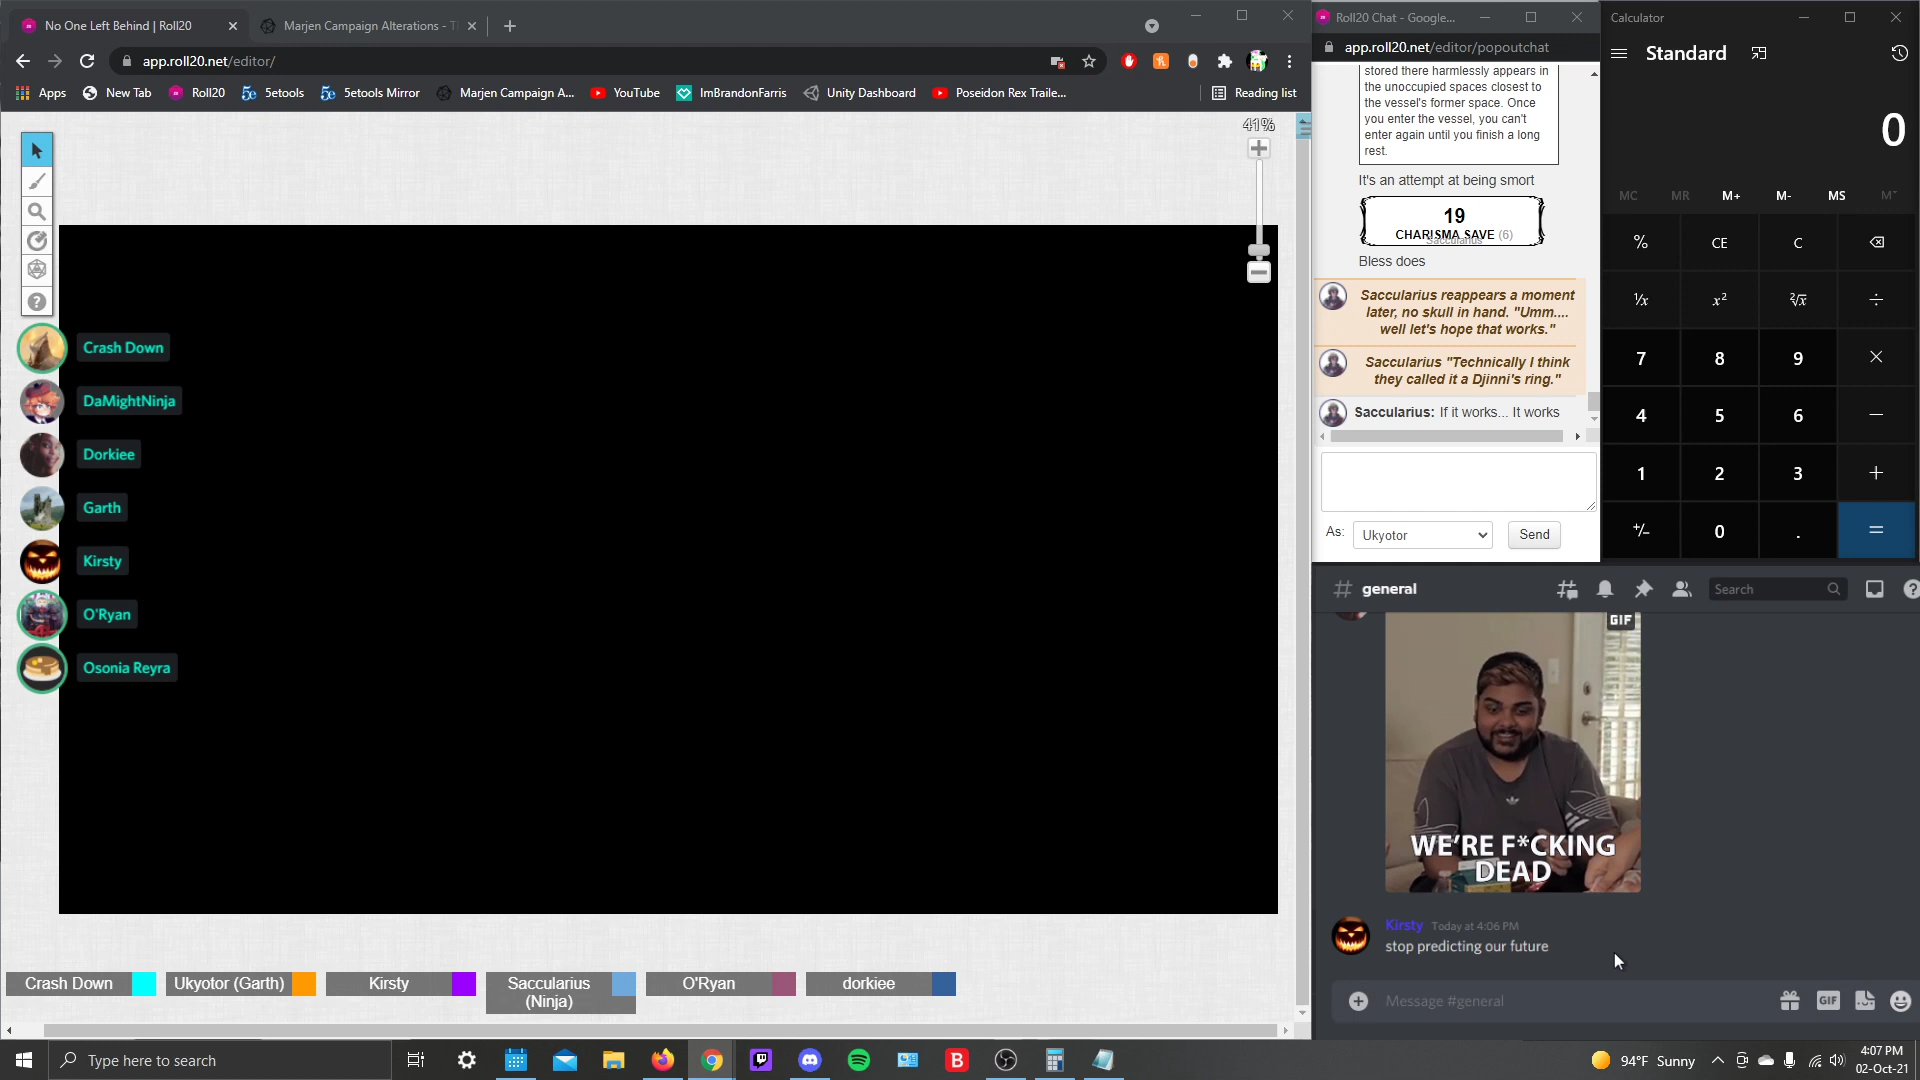 No One Left Behind | Roll20
Marjen Campaign Alterations - T
app.roll20.net/editor/
Apps
New Tab
Roll20
5etools
5etools Mirror
Marjen Campaign A...
YouTube
ImBrandonFarris
Unity Dashboard
Poseidon Rex Traile...
Reading list
41%
Crash Down
DaMightNinja
Dorkiee
Garth
Kirsty
O'Ryan
Osonia Reyra
Crash Down
Ukyotor (Garth)
Kirsty
Saccularius
(Ninja)
O'Ryan
dorkiee
Roll20 Chat - Google...
app.roll20.net/editor/popoutchat
stored there harmlessly appears in
the unoccupied spaces closest to
the vessel's former space. Once
you enter the vessel, you can't
enter again until you finish a long
rest.
It's an attempt at being smort
19
CHARISMA SAVE (6)
Saccularius
Bless does
Saccularius reappears a moment
later, no skull in hand. "Umm....
well let's hope that works."
Saccularius "Technically I think
they called it a Djinni's ring."
Saccularius: If it works... It works
As:
Ukyotor
Send
Calculator
Standard
0
MC MR M+ M- MS M˅
% CE C
⅟x x² ²√x ÷
7 8 9 ×
4 5 6 −
1 2 3 +
+/− 0 . =
# general
Search
GIF
WE'RE F*CKING
DEAD
Kirsty Today at 4:06 PM
stop predicting our future
Message #general
GIF
Type here to search
94°F Sunny
4:07 PM
02-Oct-21